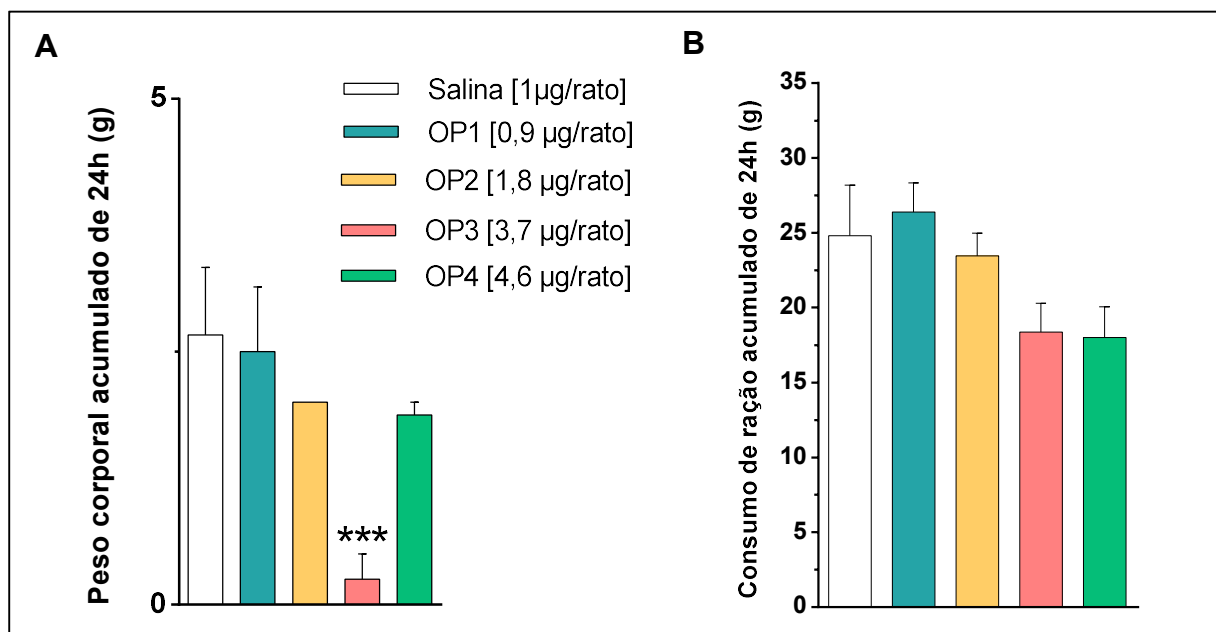 A
Peso corporal acumulado de 24h (g)
5
0
Salina [1µg/rato]
OP1 [0,9 µg/rato]
OP2 [1,8 µg/rato]
OP3 [3,7 µg/rato]
OP4 [4,6 µg/rato]
***
B
Consumo de ração acumulado de 24h (g)
35
30
25
20
15
10
5
0